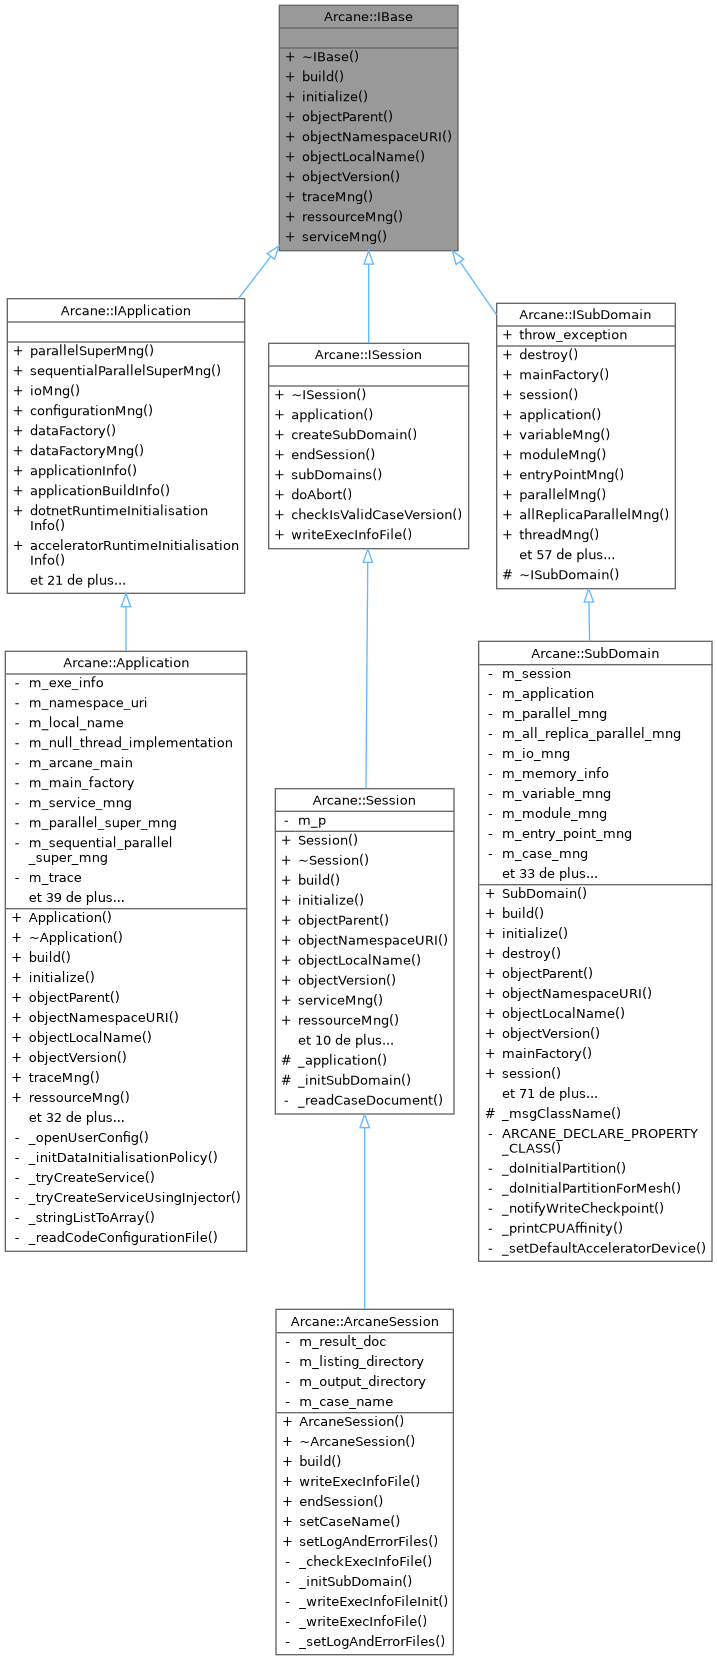 Arcane::IBase
+ ~IBase()
+ build()
+ initialize()
+ objectParent()
+ objectNamespaceURI()
+ objectLocalName()
+ objectVersion()
+ traceMng()
+ ressourceMng()
+ serviceMng()
Arcane::IApplication
+ parallelSuperMng()
+ sequentialParallelSuperMng()
+ ioMng()
+ configurationMng()
+ dataFactory()
+ dataFactoryMng()
+ applicationInfo()
+ applicationBuildInfo()
+ dotnetRuntimeInitialisation
Info()
+ acceleratorRuntimeInitialisation
Info()
et 21 de plus...
Arcane::ISession
+ ~ISession()
+ application()
+ createSubDomain()
+ endSession()
+ subDomains()
+ doAbort()
+ checkIsValidCaseVersion()
+ writeExecInfoFile()
Arcane::ISubDomain
+ throw_exception
+ destroy()
+ mainFactory()
+ session()
+ application()
+ variableMng()
+ moduleMng()
+ entryPointMng()
+ parallelMng()
+ allReplicaParallelMng()
+ threadMng()
et 57 de plus...
# ~ISubDomain()
Arcane::Application
- m_exe_info
- m_namespace_uri
- m_local_name
- m_null_thread_implementation
- m_arcane_main
- m_main_factory
- m_service_mng
- m_parallel_super_mng
- m_sequential_parallel
_super_mng
- m_trace
et 39 de plus...
+ Application()
+ ~Application()
+ build()
+ initialize()
+ objectParent()
+ objectNamespaceURI()
+ objectLocalName()
+ objectVersion()
+ traceMng()
+ ressourceMng()
et 32 de plus...
- _openUserConfig()
- _initDataInitialisationPolicy()
- _tryCreateService()
- _tryCreateServiceUsingInjector()
- _stringListToArray()
- _readCodeConfigurationFile()
Arcane::Session
- m_p
+ Session()
+ ~Session()
+ build()
+ initialize()
+ objectParent()
+ objectNamespaceURI()
+ objectLocalName()
+ objectVersion()
+ serviceMng()
+ ressourceMng()
et 10 de plus...
# _application()
# _initSubDomain()
- _readCaseDocument()
Arcane::SubDomain
- m_session
- m_application
- m_parallel_mng
- m_all_replica_parallel_mng
- m_io_mng
- m_memory_info
- m_variable_mng
- m_module_mng
- m_entry_point_mng
- m_case_mng
et 33 de plus...
+ SubDomain()
+ build()
+ initialize()
+ destroy()
+ objectParent()
+ objectNamespaceURI()
+ objectLocalName()
+ objectVersion()
+ mainFactory()
+ session()
et 71 de plus...
# _msgClassName()
- ARCANE_DECLARE_PROPERTY
_CLASS()
- _doInitialPartition()
- _doInitialPartitionForMesh()
- _notifyWriteCheckpoint()
- _printCPUAffinity()
- _setDefaultAcceleratorDevice()
Arcane::ArcaneSession
- m_result_doc
- m_listing_directory
- m_output_directory
- m_case_name
+ ArcaneSession()
+ ~ArcaneSession()
+ build()
+ writeExecInfoFile()
+ endSession()
+ setCaseName()
+ setLogAndErrorFiles()
- _checkExecInfoFile()
- _initSubDomain()
- _writeExecInfoFileInit()
- _writeExecInfoFile()
- _setLogAndErrorFiles()